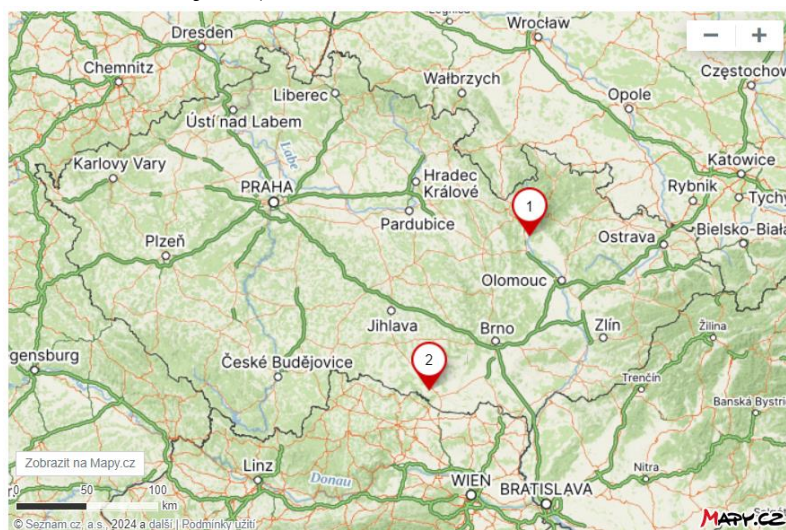 Wrocław
Dresden
− +
Chemnitz
Liberec
Wałbrzych
Częstochow
Opole
Ústí nad Labem
Labe
Karlovy Vary
Katowice
PRAHA
Hradec
Králové
Rybnik
Tychy
1
Pardubice
Plzeň
Ostrava
Bielsko-Biała
Olomouc
Jihlava
Brno
Zlín
Žilina
gensburg
České Budějovice
2
Trenčín
Banská Bystri
Zobrazit na Mapy.cz
Linz
Donau
WIEN
Nitra
BRATISLAVA
0 50 100
km
© Seznam.cz, a.s., 2024 a další | Podmínky užití
MAPY.CZ